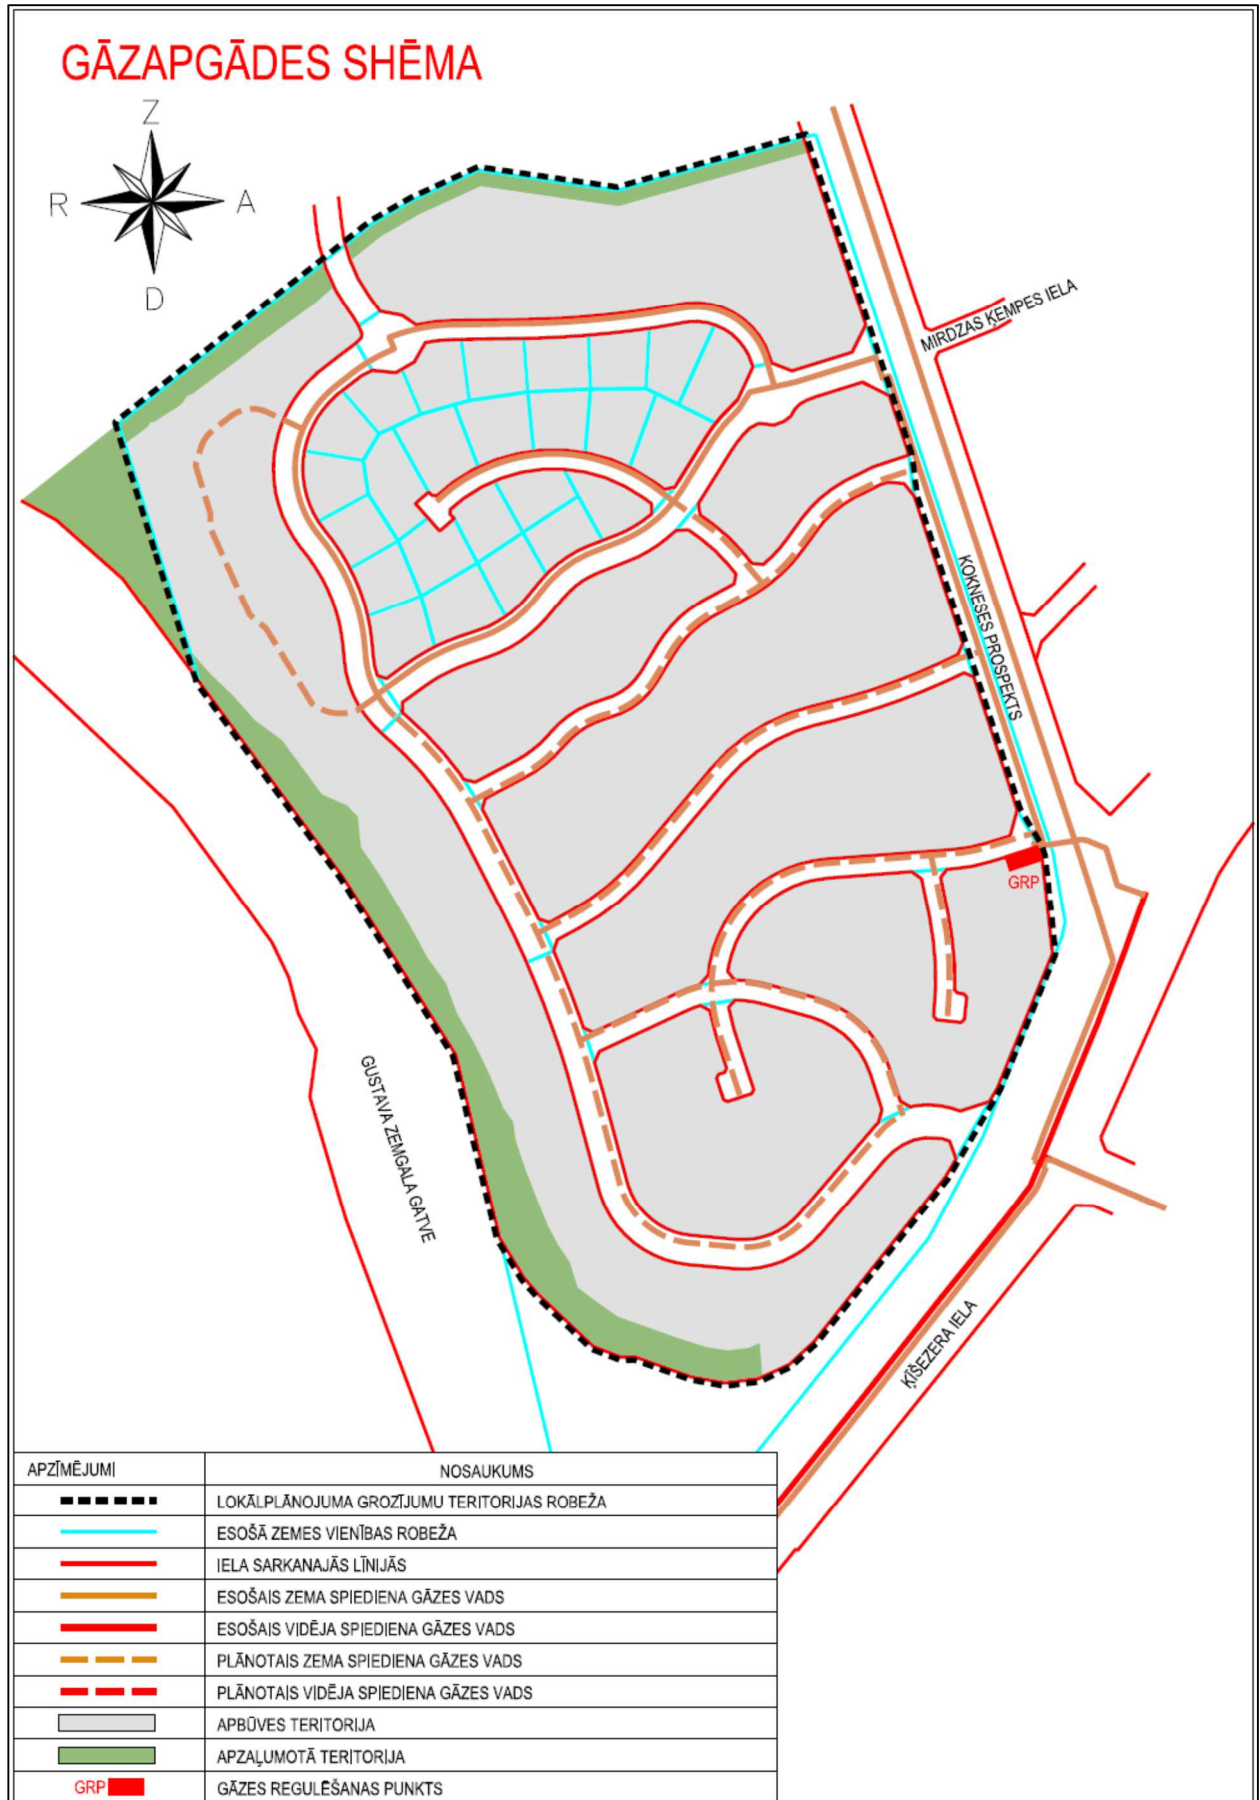 GĀZAPGĀDES SHĒMA
Z
R
A
D
MIRDZAS ĶEMPES IELA
KOKNESES PROSPEKTS
GRP
GUSTAVA ZEMGALA GATVE
ĶĪŠEZERA IELA
APZĪMĒJUMI NOSAUKUMS
LOKĀLPLĀNOJUMA GROZĪJUMU TERITORIJAS ROBEŽA
ESOŠĀ ZEMES VIENĪBAS ROBEŽA
IELA SARKANAJĀS LĪNIJĀS
ESOŠAIS ZEMA SPIEDIENA GĀZES VADS
ESOŠAIS VIDĒJA SPIEDIENA GĀZES VADS
PLĀNOTAIS ZEMA SPIEDIENA GĀZES VADS
PLĀNOTAIS VIDĒJA SPIEDIENA GĀZES VADS
APBŪVES TERITORIJA
APZAĻUMOTĀ TERITORIJA
GRP GĀZES REGULĒŠANAS PUNKTS